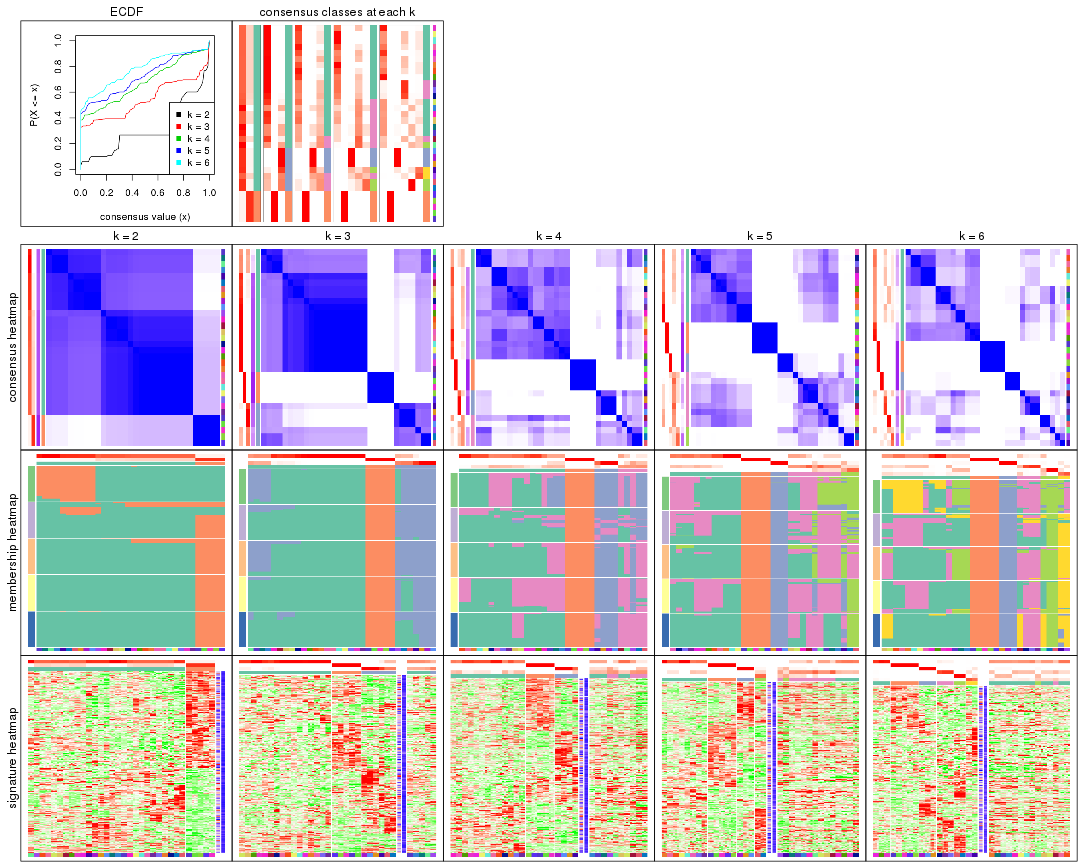 ECDF
consensus classes at each k
P(X <= x)
1.0
0.8
0.6
0.4
0.2
0.0
k = 2
k = 3
k = 4
k = 5
k = 6
0.0 0.2 0.4 0.6 0.8 1.0
consensus value (x)
k = 2
k = 3
k = 4
k = 5
k = 6
consensus heatmap
membership heatmap
signature heatmap